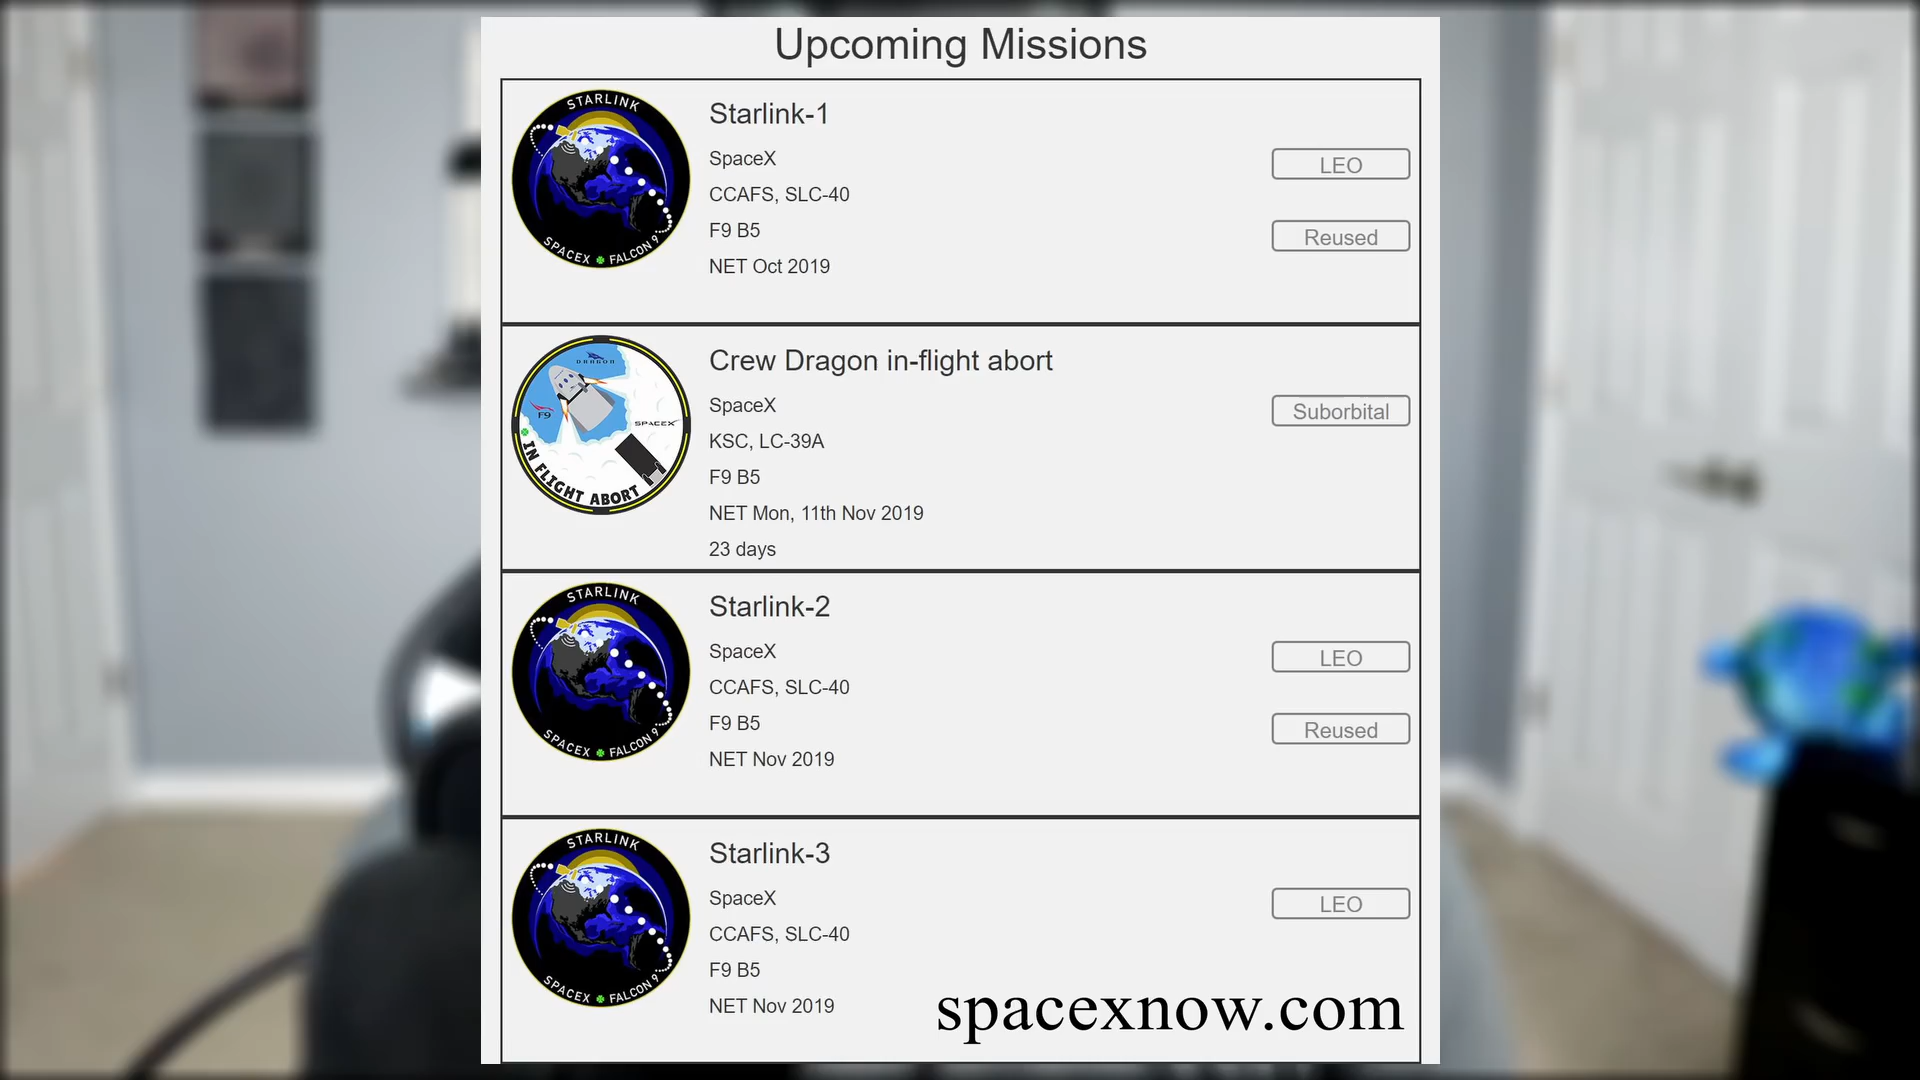 Upcoming Missions
STARLINK
SPACEX FALCON 9
Starlink-1
SpaceX
CCAFS, SLC-40
F9 B5
NET Oct 2019
LEO
Reused
DRAGON
F9
SPACEX
IN FLIGHT ABORT
Crew Dragon in-flight abort
SpaceX
KSC, LC-39A
F9 B5
NET Mon, 11th Nov 2019
23 days
Suborbital
STARLINK
SPACEX FALCON 9
Starlink-2
SpaceX
CCAFS, SLC-40
F9 B5
NET Nov 2019
LEO
Reused
STARLINK
SPACEX FALCON 9
Starlink-3
SpaceX
CCAFS, SLC-40
F9 B5
NET Nov 2019
LEO
spacexnow.com